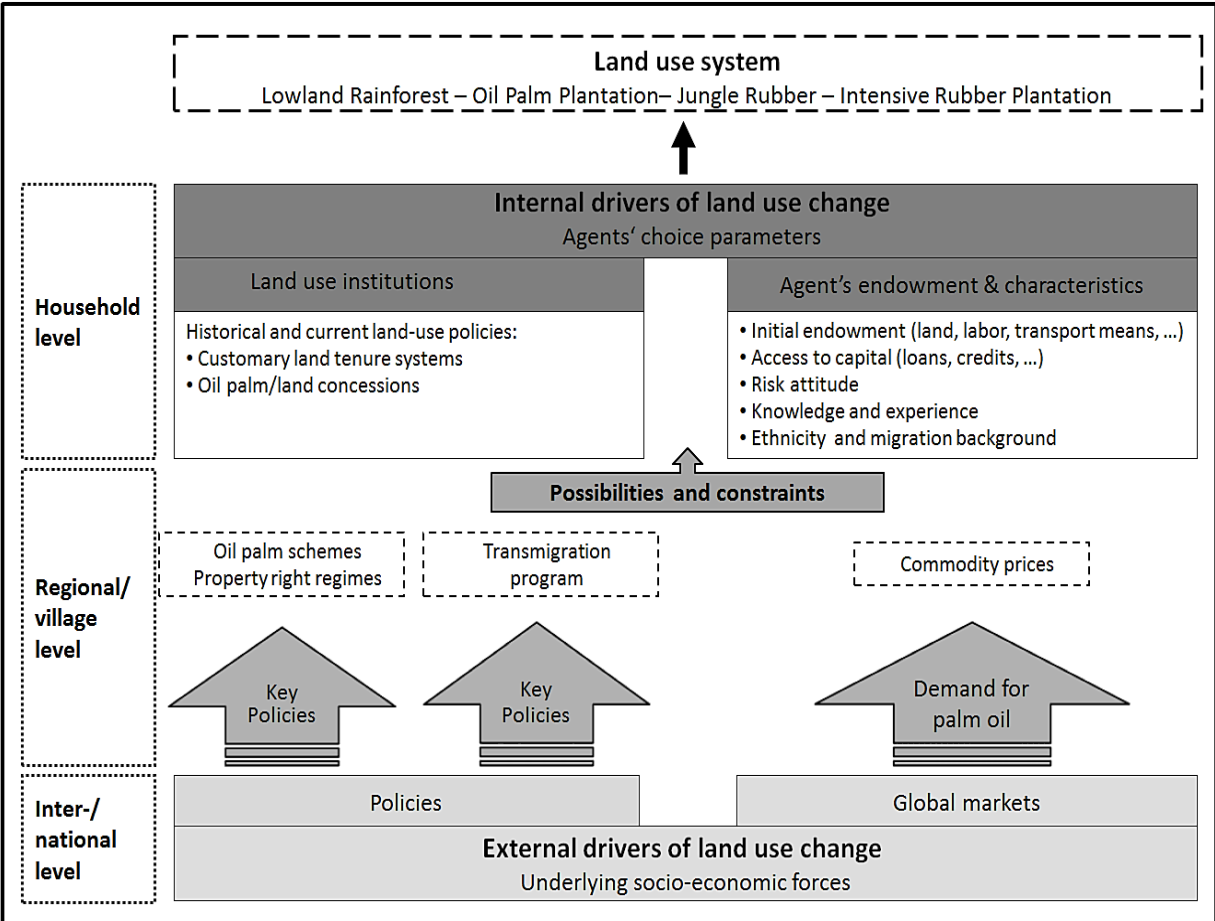 Land use system
Lowland Rainforest – Oil Palm Plantation– Jungle Rubber – Intensive Rubber Plantation
Household
level
Internal drivers of land use change
Agents‘ choice parameters
Land use institutions
Historical and current land-use policies:
• Customary land tenure systems
• Oil palm/land concessions
Agent’s endowment & characteristics
• Initial endowment (land, labor, transport means, ...)
• Access to capital (loans, credits, ...)
• Risk attitude
• Knowledge and experience
• Ethnicity and migration background
Possibilities and constraints
Regional/
village
level
Oil palm schemes
Property right regimes
Transmigration
program
Commodity prices
Key
Policies
Key
Policies
Demand for
palm oil
Inter-/
national
level
Policies
Global markets
External drivers of land use change
Underlying socio-economic forces